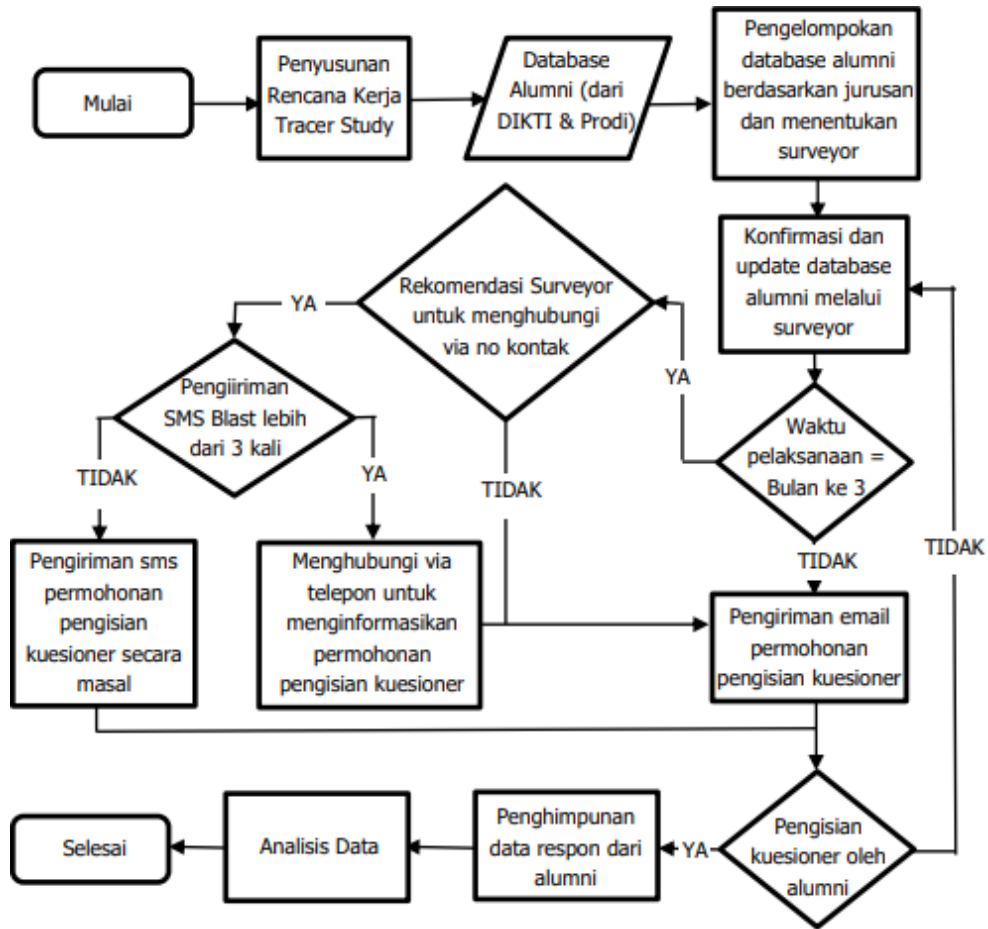 Mulai
Penyusunan
Rencana Kerja
Tracer Study
Database
Alumni (dari
DIKTI & Prodi)
Pengelompokan
database alumni
berdasarkan jurusan
dan menentukan
surveyor
Konfirmasi dan
update database
alumni melalui
surveyor
Waktu
pelaksanaan =
Bulan ke 3
YA
TIDAK
Rekomendasi Surveyor
untuk menghubungi
via no kontak
YA
TIDAK
Pengiiriman
SMS Blast lebih
dari 3 kali
TIDAK
YA
Pengiriman sms
permohonan
pengisian
kuesioner secara
masal
Menghubungi via
telepon untuk
menginformasikan
permohonan
pengisian kuesioner
Pengiriman email
permohonan
pengisian kuesioner
Pengisian
kuesioner oleh
alumni
TIDAK
YA
Penghimpunan
data respon dari
alumni
Analisis Data
Selesai